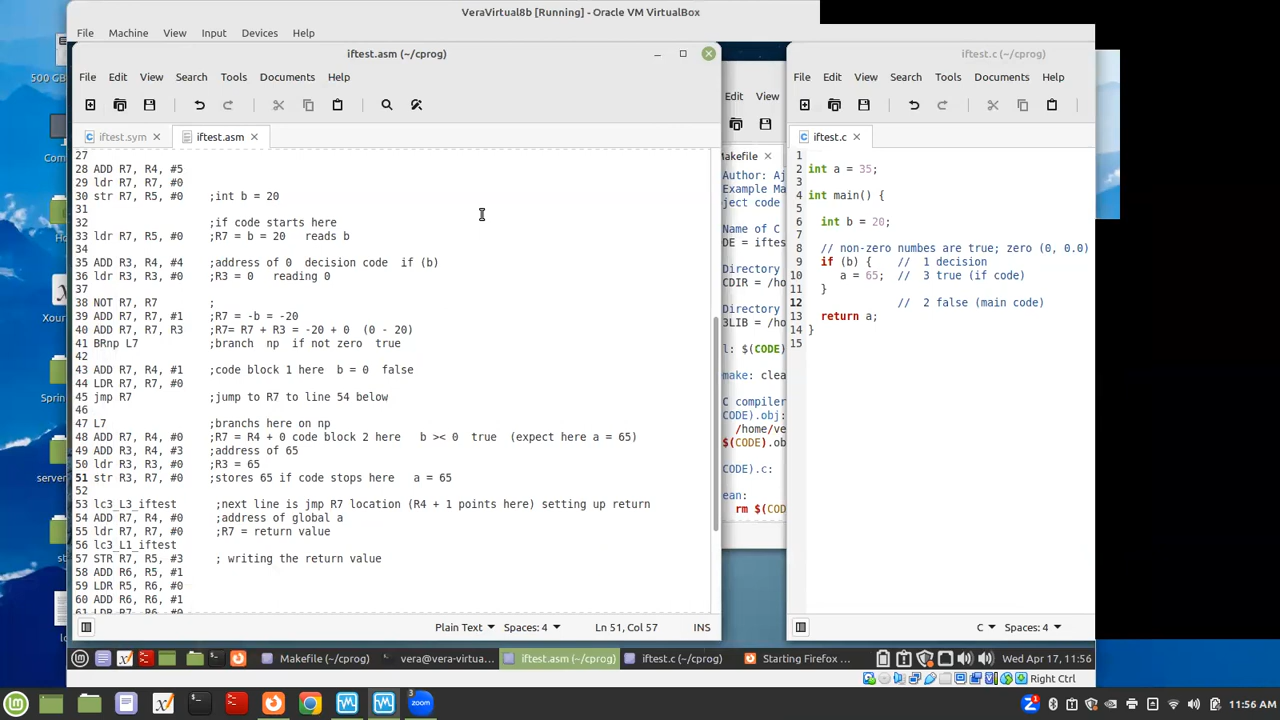 VeraVirtual8b [Running] - Oracle VM VirtualBox
File Machine View Input Devices Help
500 GB
Com
Xour
Sprin
server
st
iftest.asm (~/cprog)
File Edit View Search Tools Documents Help
iftest.sym
iftest.asm
27
28 ADD R7, R4, #5
29 ldr R7, R7, #0
30 str R7, R5, #0 ;int b = 20
31
32 ;if code starts here
33 ldr R7, R5, #0 ;R7 = b = 20 reads b
34
35 ADD R3, R4, #4 ;address of 0 decision code if (b)
36 ldr R3, R3, #0 ;R3 = 0 reading 0
37
38 NOT R7, R7 ;
39 ADD R7, R7, #1 ;R7 = -b = -20
40 ADD R7, R7, R3 ;R7= R7 + R3 = -20 + 0 (0 - 20)
41 BRnp L7 ;branch np if not zero true
42
43 ADD R7, R4, #1 ;code block 1 here b = 0 false
44 LDR R7, R7, #0
45 jmp R7 ;jump to R7 to line 54 below
46
47 L7 ;branchs here on np
48 ADD R7, R4, #0 ;R7 = R4 + 0 code block 2 here b >< 0 true (expect here a = 65)
49 ADD R3, R4, #3 ;address of 65
50 ldr R3, R3, #0 ;R3 = 65
51 str R3, R7, #0 ;stores 65 if code stops here a = 65
52
53 lc3_L3_iftest ;next line is jmp R7 location (R4 + 1 points here) setting up return
54 ADD R7, R4, #0 ;address of global a
55 ldr R7, R7, #0 ;R7 = return value
56 lc3_L1_iftest
57 STR R7, R5, #3 ; writing the return value
58 ADD R6, R5, #1
59 LDR R5, R6, #0
60 ADD R6, R6, #1
61 LDR R7, R6, #0
Plain Text Spaces: 4 Ln 51, Col 57 INS
Edit View
Makefile
Author: Aj
Example Ma
ject code
Name of C
DE = iftes
Directory
CDIR = /ho
Directory
3LIB = /ho
l: $(CODE)
emake: clea
C compiler
CODE).obj:
/home/ve
$(CODE).ob
CODE).c:
ean:
rm $(COD
iftest.c (~/cprog)
File Edit View Search Tools Documents Help
iftest.c
1
2 int a = 35;
3
4 int main() {
5
6 int b = 20;
7
8 // non-zero numbes are true; zero (0, 0.0)
9 if (b) { // 1 decision
10 a = 65; // 3 true (if code)
11 }
12 // 2 false (main code)
13 return a;
14 }
15
C Spaces: 4
Makefile (~/cprog) vera@vera-virtua... iftest.asm (~/cprog) iftest.c (~/cprog) Starting Firefox ... Wed Apr 17, 11:56
Right Ctrl
3
zoom
11:56 AM